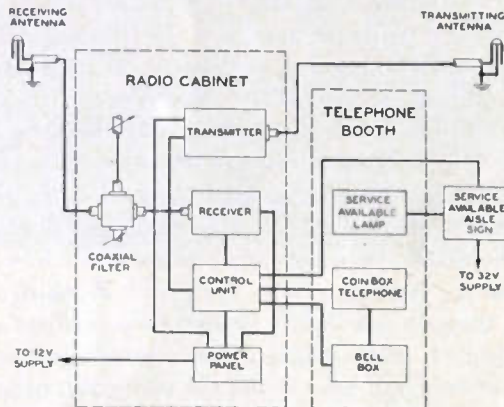 RECEIVING
ANTENNA
TRANSMITTING
ANTENNA
RADIO CABINET
TRANSMITTER
TELEPHONE
BOOTH
RECEIVER
SERVICE
AVAILABLE
LAMP
SERVICE
AVAILABLE
AISLE
SIGN
COAXIAL
FILTER
CONTROL
UNIT
COIN BOX
TELEPHONE
TO 32V
SUPPLY
TO 12V
SUPPLY
POWER
PANEL
BELL
BOX